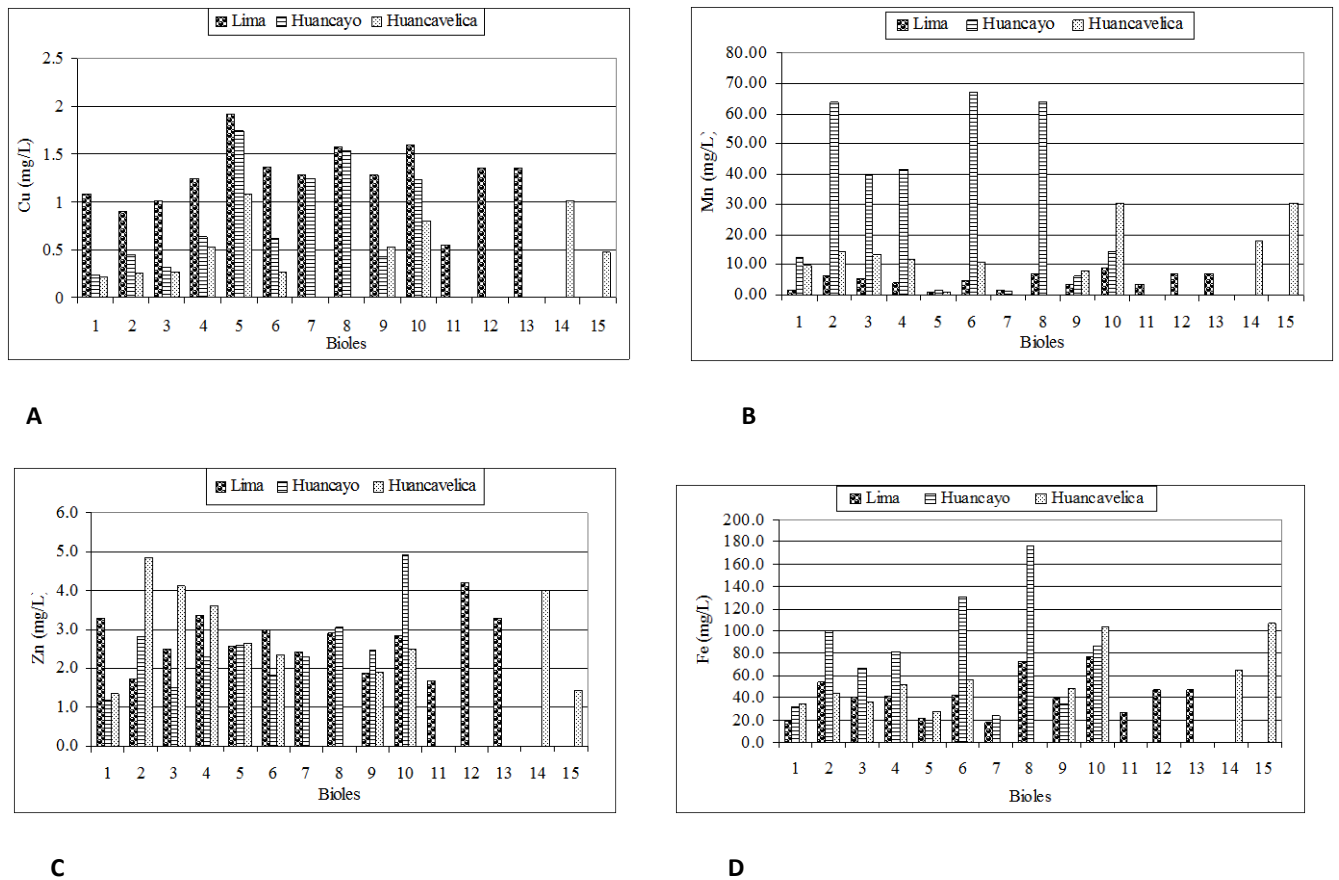 Lima Huancayo Huancavelica
2.5
2
1.5
1
0.5
0
Cu (mg/L)
1 2 3 4 5 6 7 8 9 10 11 12 13 14 15
Bioles
A
Lima Huancayo Huancavelica
80.00
70.00
60.00
50.00
40.00
30.00
20.00
10.00
0.00
Mn (mg/L)
1 2 3 4 5 6 7 8 9 10 11 12 13 14 15
Bioles
B
Lima Huancayo Huancavelica
6.0
5.0
4.0
3.0
2.0
1.0
0.0
Zn (mg/L)
1 2 3 4 5 6 7 8 9 10 11 12 13 14 15
Bioles
C
Lima Huancayo Huancavelica
200.0
180.0
160.0
140.0
120.0
100.0
80.0
60.0
40.0
20.0
0.0
Fe (mg/L)
1 2 3 4 5 6 7 8 9 10 11 12 13 14 15
Bioles
D